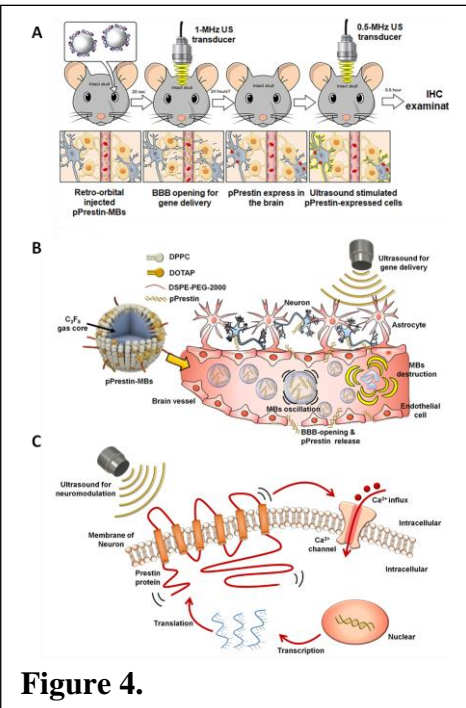 A
1-MHz US
transducer
0.5-MHz US
transducer
Intact skull
20 sec
Intact skull
24 hours?
Intact skull
Intact skull
0.5 hour
IHC
examinat
Retro-orbital
injected
pPrestin-MBs
BBB opening for
gene delivery
pPrestin express in
the brain
Ultrasound stimulated
pPrestin-expressed cells
B
DPPC
DOTAP
DSPE-PEG-2000
pPrestin
Ultrasound for
gene delivery
C₃F₈
gas core
Neuron
Astrocyte
pPrestin-MBs
Brain vessel
MBs oscillation
MBs
destruction
Endothelial
cell
BBB-opening &
pPrestin release
C
Ultrasound for
neuromodulation
Ca²⁺ influx
Membrane of
Neuron
Intracellular
Ca²⁺
channel
Intracellular
Prestin
protein
Translation
Transcription
Nuclear
Figure 4.